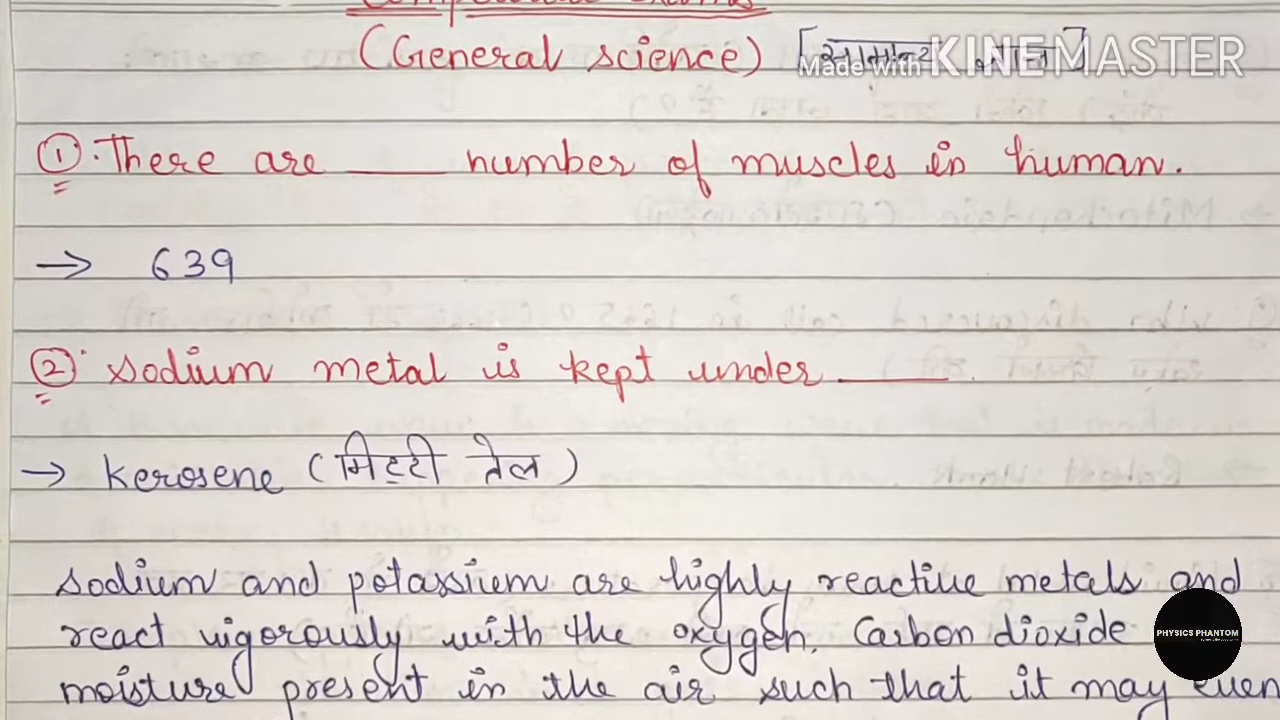 (General science) [सामान्य
Made with KINEMASTER
①. There are ____ number of muscles in human.
→ 639
②. Sodium metal is kept under ____.
→ Kerosene (मिट्टी तेल)
Sodium and potassium are highly reactive metals and
react vigorously with the oxygen. Carbon dioxide
PHYSICS PHANTOM
moisture present in the air such that it may even